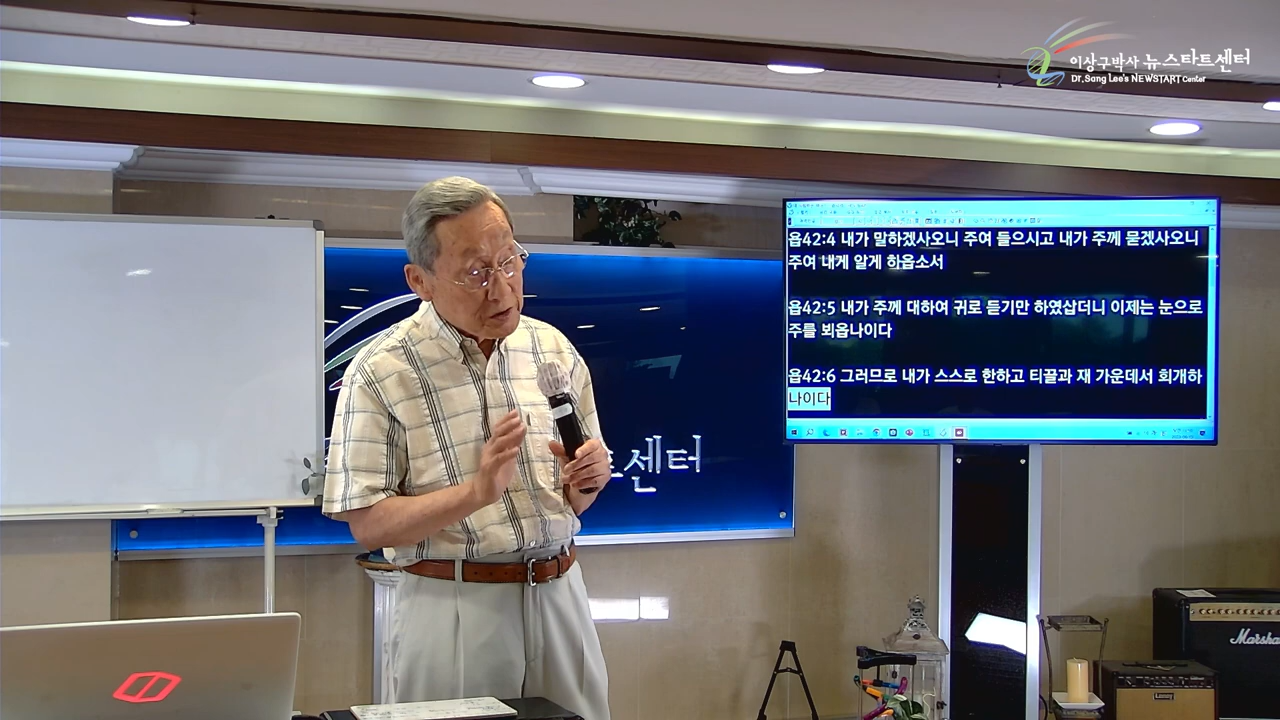 이상구박사 뉴스타트센터
Dr. Sang Lee's NEWSTART Center
욥42:4 내가 말하겠사오니 주여 들으시고 내가 주께 묻겠사오니
주여 내게 알게 하옵소서
욥42:5 내가 주께 대하여 귀로 듣기만 하였삽더니 이제는 눈으로
주를 뵈옵나이다
욥42:6 그러므로 내가 스스로 한하고 티끌과 재 가운데서 회개하
나이다
트센터
Marsha
Laney